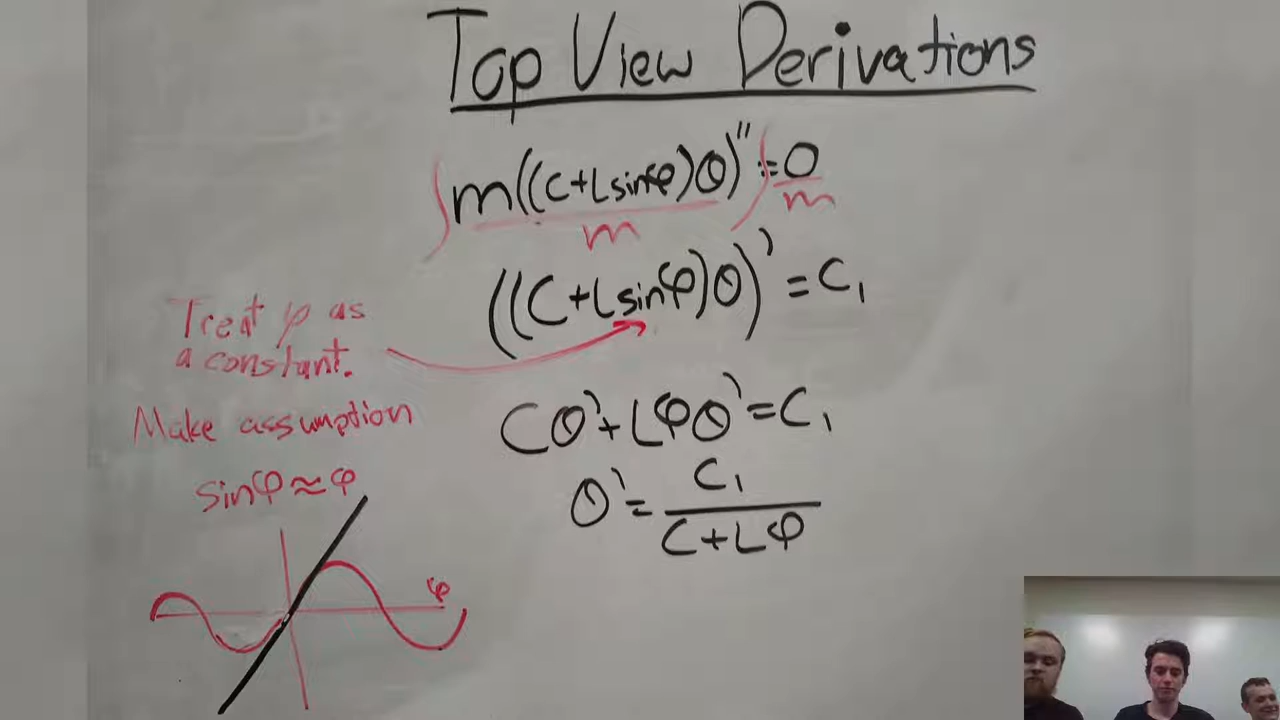 Top View Derivations
m((C+Lsinφ)θ)''=0
m
m
((C+Lsinφ)θ)'=C₁
Treat φ as
a constant.
Make assumption
sinφ≈φ
Cθ'+Lφθ'=C₁
θ'=C₁/(C+Lφ)
φ